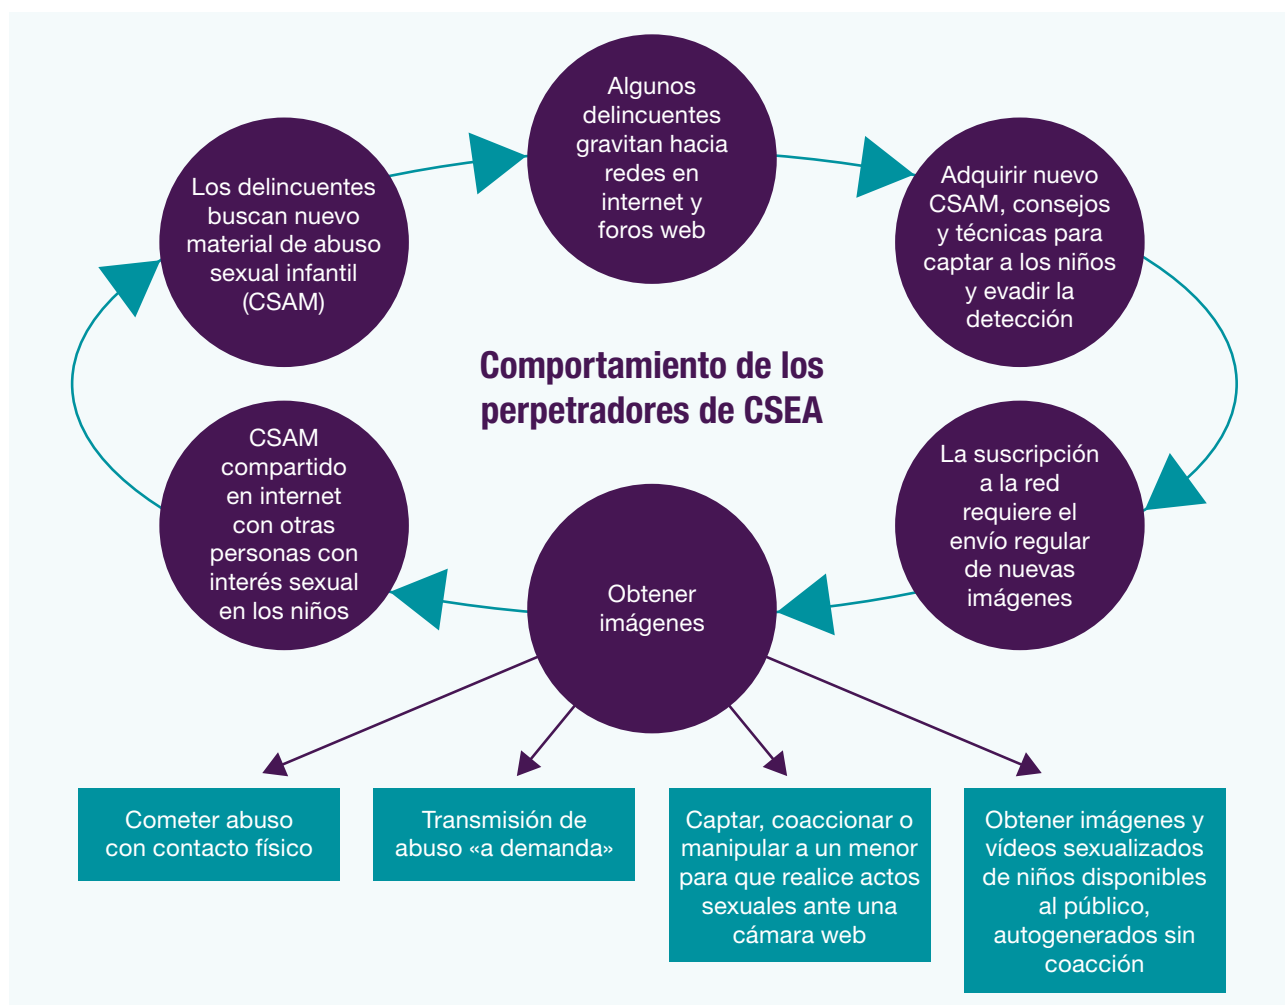 Algunos
delincuentes
gravitan hacia
redes en
internet y
foros web
Los delincuentes
buscan nuevo
material de abuso
sexual infantil
(CSAM)
Adquirir nuevo
CSAM, consejos
y técnicas para
captar a los niños
y evadir la
detección
Comportamiento de los
perpetradores de CSEA
CSAM
compartido
en internet
con otras
personas con
interés sexual
en los niños
La suscripción
a la red
requiere el
envío regular
de nuevas
imágenes
Obtener
imágenes
Cometer abuso
con contacto físico
Transmisión de
abuso «a demanda»
Captar, coaccionar o
manipular a un menor
para que realice actos
sexuales ante una
cámara web
Obtener imágenes y
vídeos sexualizados
de niños disponibles
al público,
autogenerados sin
coacción